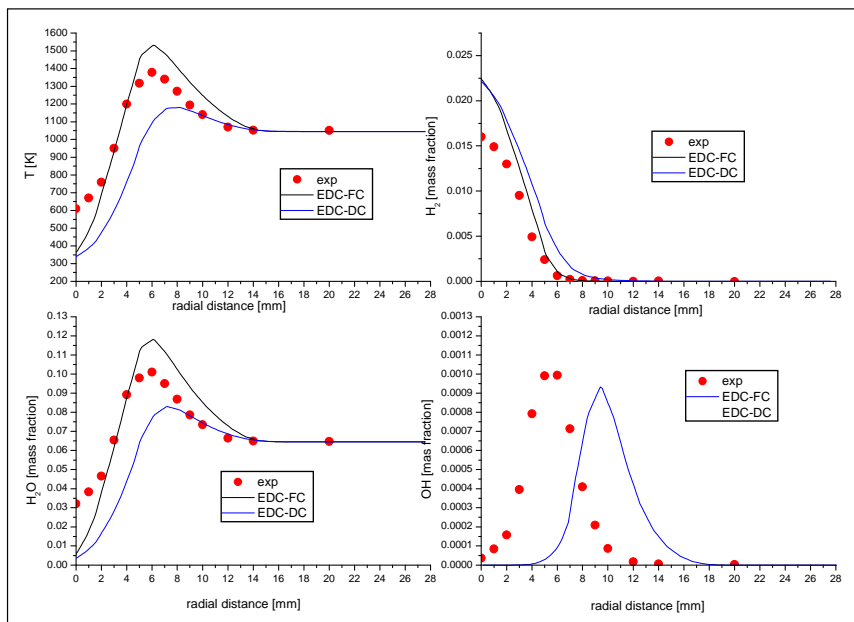 1600
1500
1400
1300
1200
1100
1000
900
800
700
600
500
400
300
200
T [K]
exp
EDC-FC
EDC-DC
0 2 4 6 8 10 12 14 16 18 20 22 24 26 28
radial distance [mm]
0.025
0.020
0.015
0.010
0.005
0.000
H2 [mass fraction]
exp
EDC-FC
EDC-DC
0 2 4 6 8 10 12 14 16 18 20 22 24 26 28
radial distance [mm]
0.13
0.12
0.11
0.10
0.09
0.08
0.07
0.06
0.05
0.04
0.03
0.02
0.01
0.00
H2O [mass fraction]
exp
EDC-FC
EDC-DC
0 2 4 6 8 10 12 14 16 18 20 22 24 26 28
radial distance [mm]
0.0013
0.0012
0.0011
0.0010
0.0009
0.0008
0.0007
0.0006
0.0005
0.0004
0.0003
0.0002
0.0001
0.0000
OH [mas fraction]
exp
EDC-FC
EDC-DC
0 2 4 6 8 10 12 14 16 18 20 22 24 26 28
radial distance [mm]